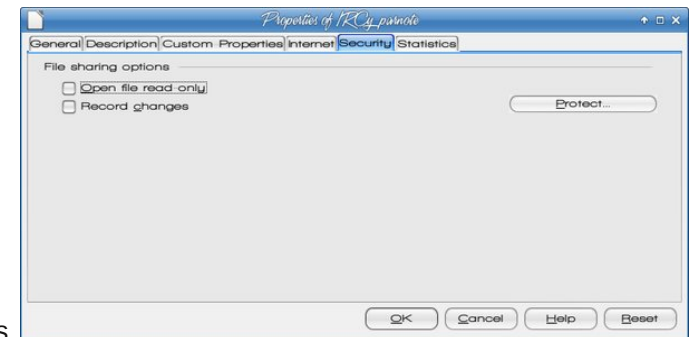 Properties of IRCy_pwnote
General Description Custom Properties Internet Security Statistics
File sharing options
Open file read-only
Record changes
Protect...
OK Cancel Help Reset
s